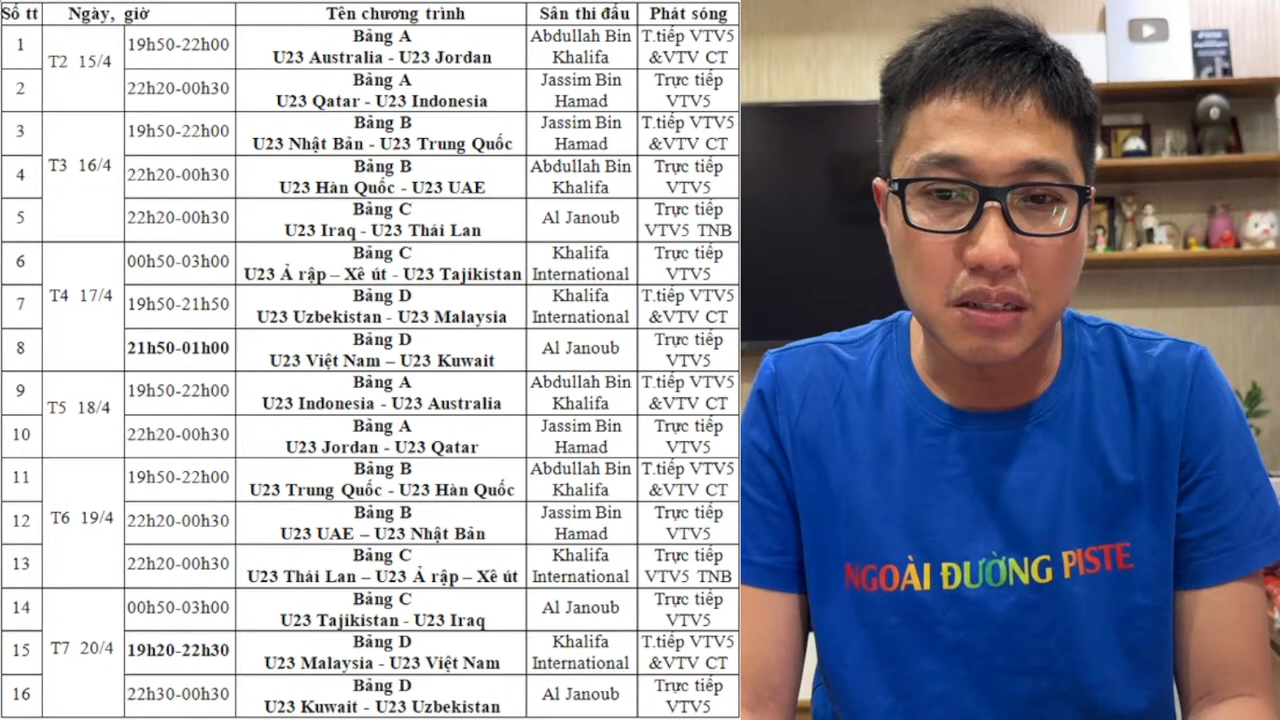 Số tt Ngày, giờ Tên chương trình Sân thi đấu Phát sóng
1 T2 15/4 19h50-22h00 Bảng A Abdullah Bin T.tiếp VTV5
U23 Australia - U23 Jordan Khalifa &VTV CT
2 22h20-00h30 Bảng A Jassim Bin Trực tiếp
U23 Qatar - U23 Indonesia Hamad VTV5
3 T3 16/4 19h50-22h00 Bảng B Jassim Bin T.tiếp VTV5
U23 Nhật Bản - U23 Trung Quốc Hamad &VTV CT
4 22h20-00h30 Bảng B Abdullah Bin Trực tiếp
U23 Hàn Quốc - U23 UAE Khalifa VTV5
5 22h20-00h30 Bảng C Al Janoub Trực tiếp
U23 Iraq - U23 Thái Lan VTV5 TNB
6 T4 17/4 00h50-03h00 Bảng C Khalifa Trực tiếp
U23 Ả rập – Xê út - U23 Tajikistan International VTV5
7 19h50-21h50 Bảng D Khalifa T.tiếp VTV5
U23 Uzbekistan - U23 Malaysia International &VTV CT
8 21h50-01h00 Bảng D Al Janoub Trực tiếp
U23 Việt Nam – U23 Kuwait VTV5
9 T5 18/4 19h50-22h00 Bảng A Abdullah Bin T.tiếp VTV5
U23 Indonesia - U23 Australia Khalifa &VTV CT
10 22h20-00h30 Bảng A Jassim Bin Trực tiếp
U23 Jordan - U23 Qatar Hamad VTV5
11 T6 19/4 19h50-22h00 Bảng B Abdullah Bin T.tiếp VTV5
U23 Trung Quốc - U23 Hàn Quốc Khalifa &VTV CT
12 22h20-00h30 Bảng B Jassim Bin Trực tiếp
U23 UAE – U23 Nhật Bản Hamad VTV5
13 22h20-00h30 Bảng C Khalifa Trực tiếp
U23 Thái Lan – U23 Ả rập – Xê út International VTV5 TNB
14 T7 20/4 00h50-03h00 Bảng C Al Janoub Trực tiếp
U23 Tajikistan - U23 Iraq VTV5
15 19h20-22h30 Bảng D Khalifa T.tiếp VTV5
U23 Malaysia - U23 Việt Nam International &VTV CT
16 22h30-00h30 Bảng D Al Janoub Trực tiếp
U23 Kuwait - U23 Uzbekistan VTV5
NGOÀI ĐƯỜNG PISTE